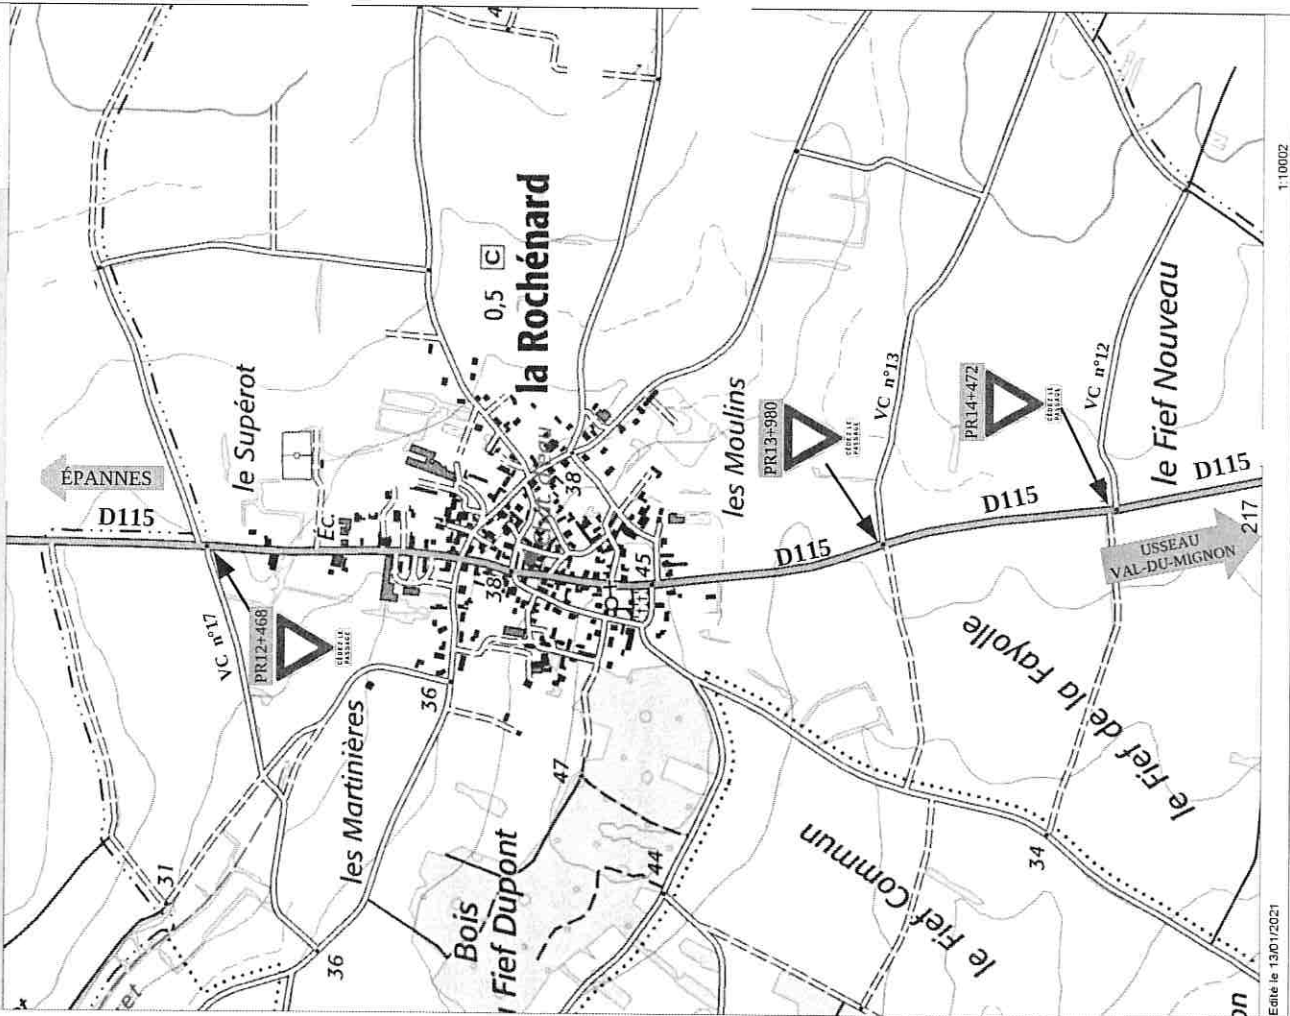 ÉPANNES
D115
le Supérot
Éc.
0,5 C
la Rochénard
VC n°17
PR12+468
CÉDEZ LE
PASSAGE
38
38
45
36
les Martinières
31
36
47
44
Bois
Fief Dupont
les Moulins
PR13+980
CÉDEZ LE
PASSAGE
VC n°13
D115
PR14+472
CÉDEZ LE
PASSAGE
VC n°12
le Fief Nouveau
D115
D115
217
USSEAU
VAL-DU-MIGNON
le Fief de la Fayolle
le Fief Commun
34
on
Edité le 13/01/2021
1:10002